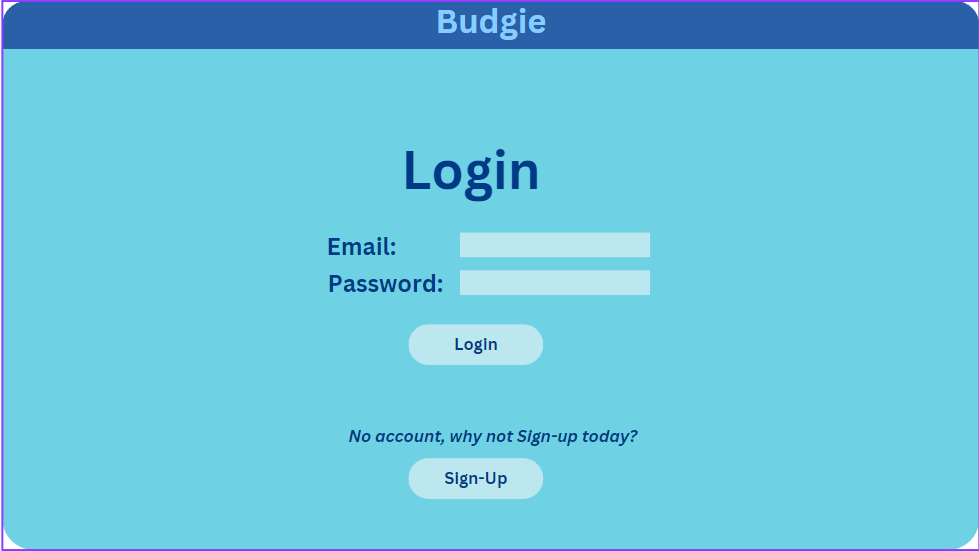 Budgie
Login
Email:
Password:
Login
No account, why not Sign-up today?
Sign-Up